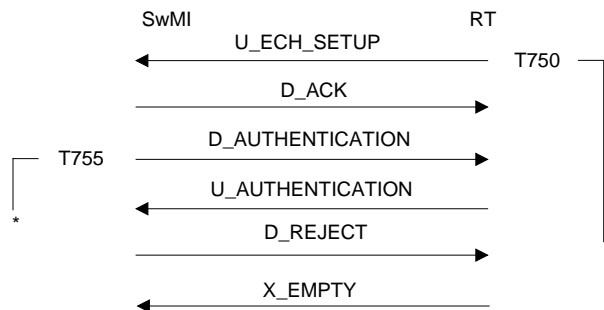 SwMI RT
U_ECH_SETUP
T750
D_ACK
D_AUTHENTICATION
T755
U_AUTHENTICATION
*
D_REJECT
X_EMPTY